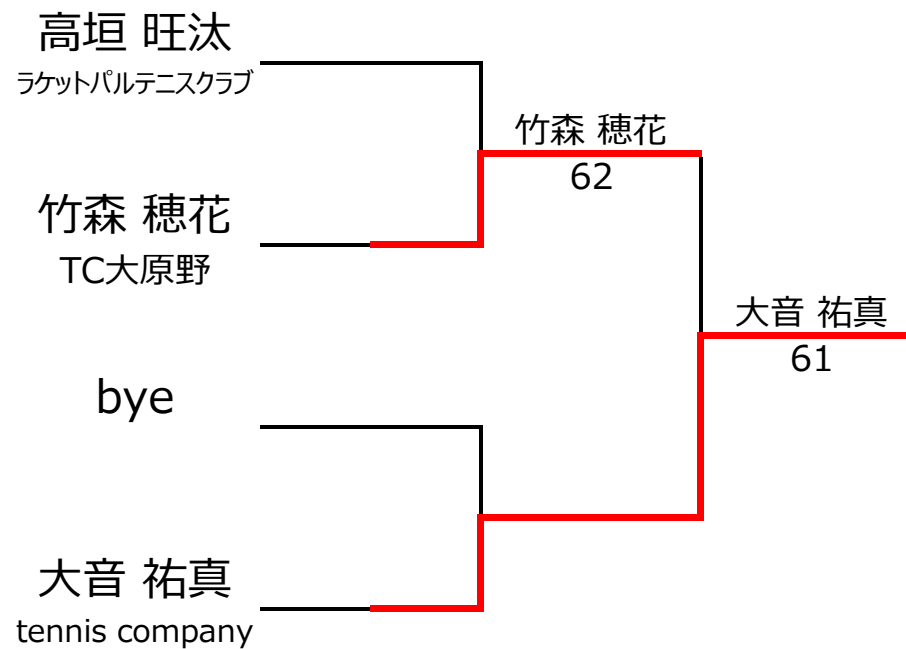 高垣 旺汰
ラケットパルテニスクラブ
竹森 穂花
62
竹森 穂花
TC大原野
大音 祐真
61
bye
大音 祐真
tennis company